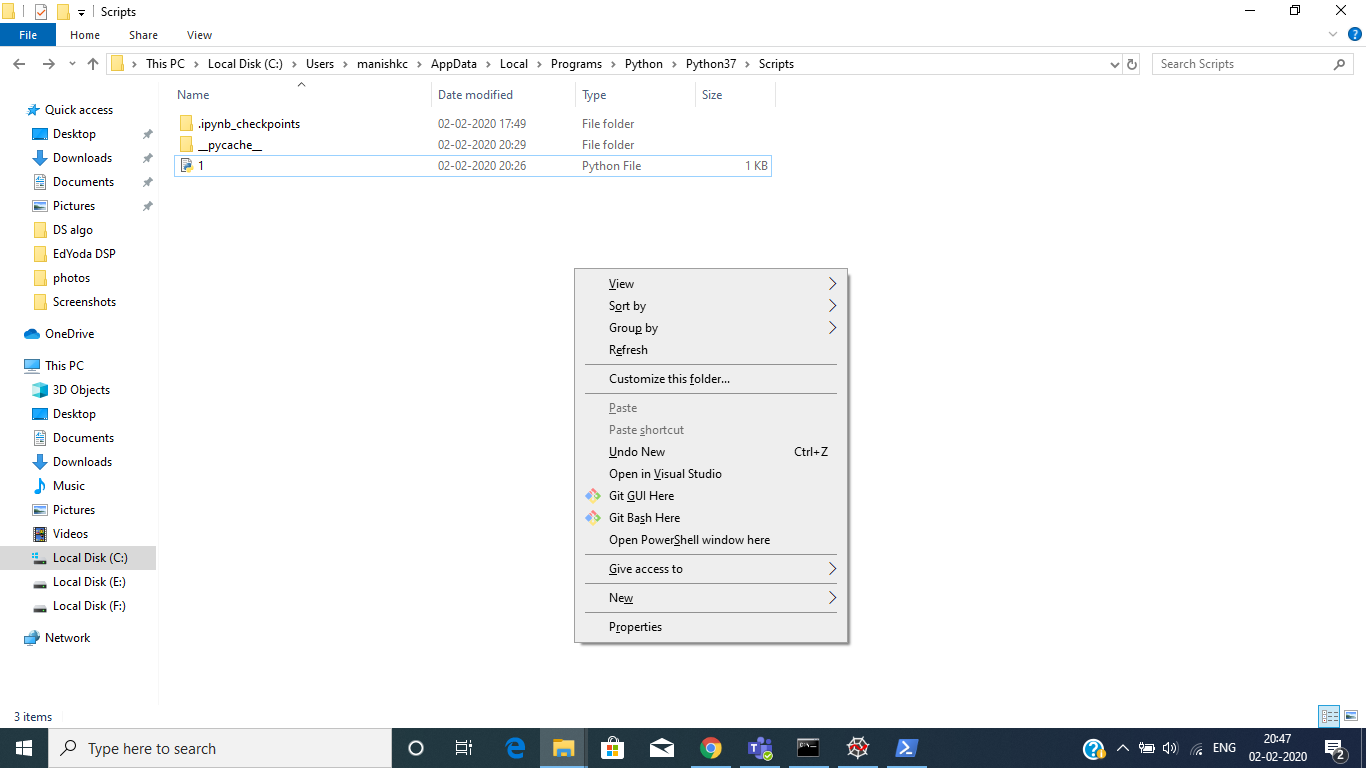 Scripts
File Home Share View
This PC Local Disk (C:) Users manishkc AppData Local Programs Python Python37 Scripts Search Scripts
Name Date modified Type Size
.ipynb_checkpoints 02-02-2020 17:49 File folder
__pycache__ 02-02-2020 20:29 File folder
1 02-02-2020 20:26 Python File 1 KB
Quick access
Desktop
Downloads
Documents
Pictures
DS algo
EdYoda DSP
photos
Screenshots
OneDrive
This PC
3D Objects
Desktop
Documents
Downloads
Music
Pictures
Videos
Local Disk (C:)
Local Disk (E:)
Local Disk (F:)
Network
View
Sort by
Group by
Refresh
Customize this folder...
Paste
Paste shortcut
Undo New Ctrl+Z
Open in Visual Studio
Git GUI Here
Git Bash Here
Open PowerShell window here
Give access to
New
Properties
3 items
Type here to search
ENG
20:47
02-02-2020
2